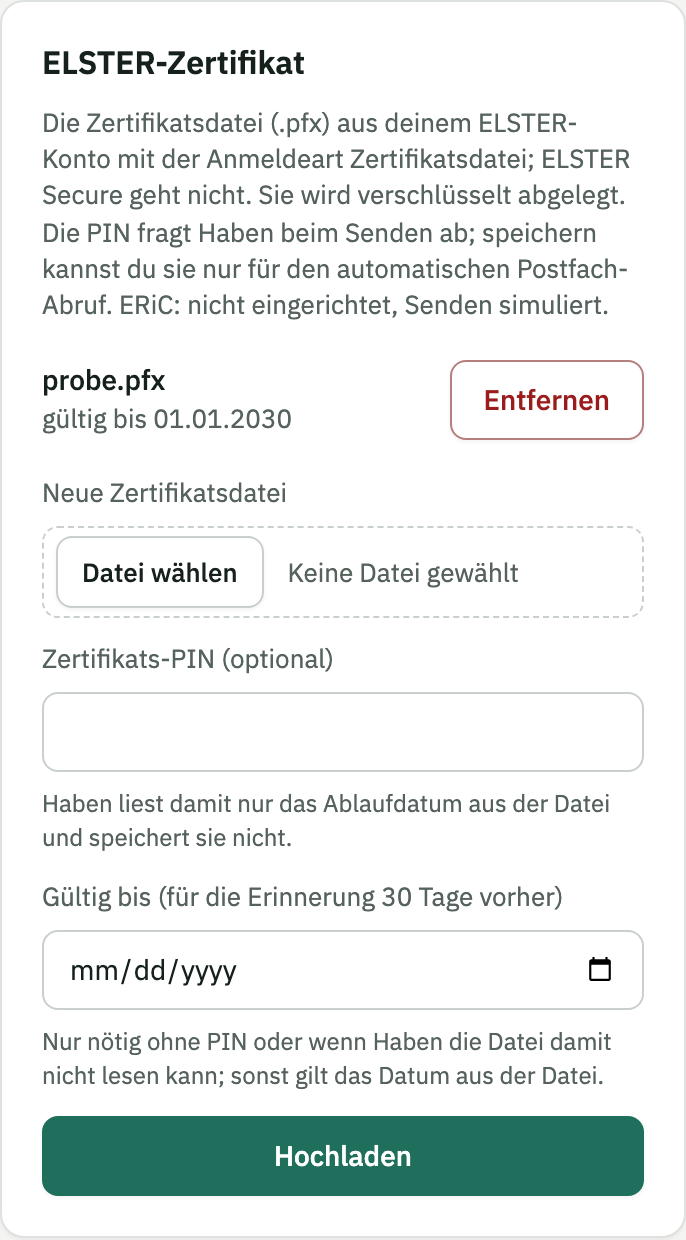 ELSTER-Zertifikat
Die Zertifikatsdatei (.pfx) aus deinem ELSTER-
Konto mit der Anmeldeart Zertifikatsdatei; ELSTER
Secure geht nicht. Sie wird verschlüsselt abgelegt.
Die PIN fragt Haben beim Senden ab; speichern
kannst du sie nur für den automatischen Postfach-
Abruf. ERiC: nicht eingerichtet, Senden simuliert.
probe.pfx
gültig bis 01.01.2030
Entfernen
Neue Zertifikatsdatei
Datei wählen Keine Datei gewählt
Zertifikats-PIN (optional)
Haben liest damit nur das Ablaufdatum aus der Datei
und speichert sie nicht.
Gültig bis (für die Erinnerung 30 Tage vorher)
mm/dd/yyyy
Nur nötig ohne PIN oder wenn Haben die Datei damit
nicht lesen kann; sonst gilt das Datum aus der Datei.
Hochladen